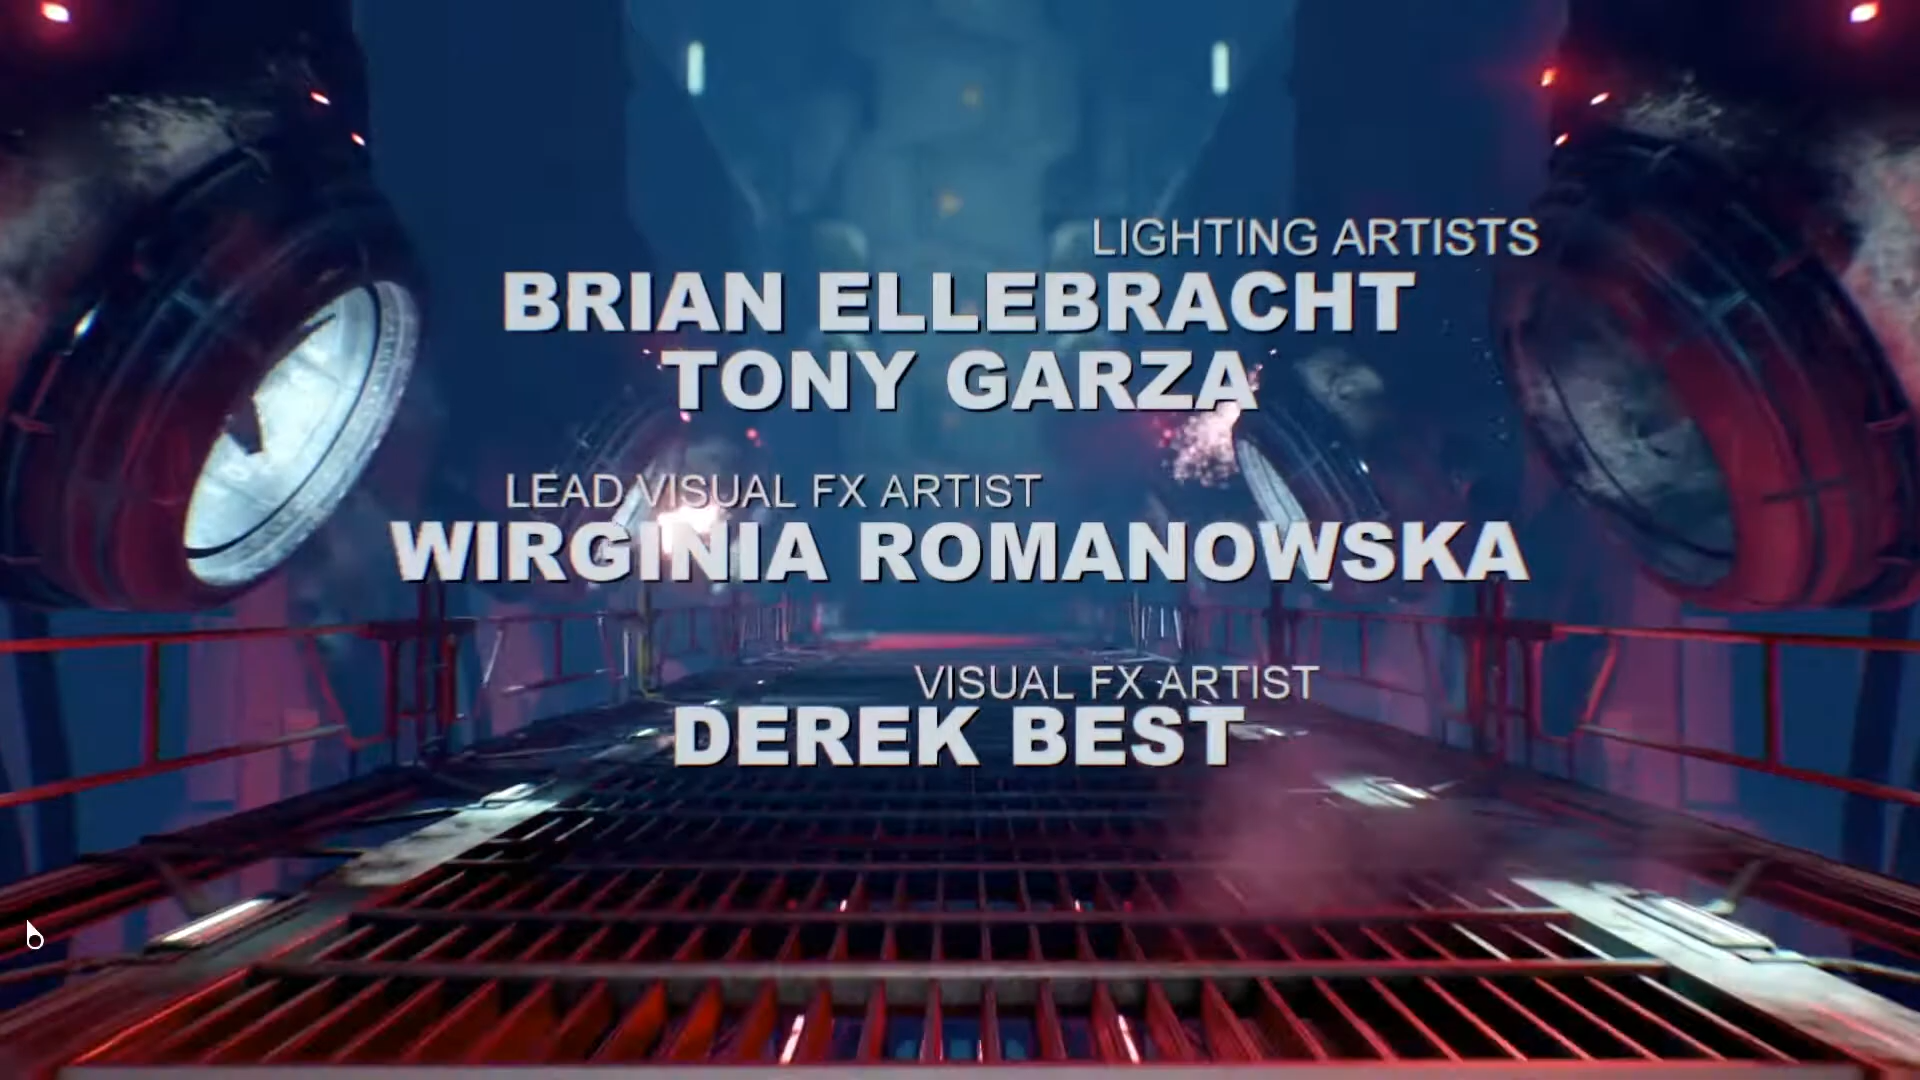 LIGHTING ARTISTS
BRIAN ELLEBRACHT
TONY GARZA
LEAD VISUAL FX ARTIST
WIRGINIA ROMANOWSKA
VISUAL FX ARTIST
DEREK BEST